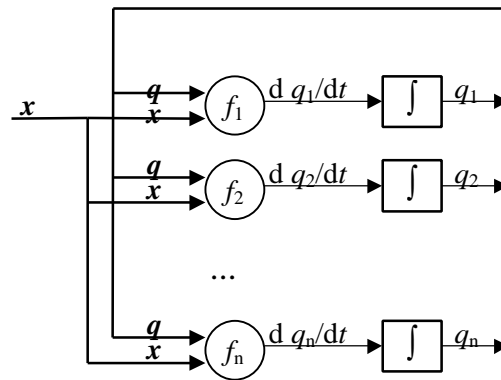 x
q
x
f1
d q1/dt
∫
q1
q
x
f2
d q2/dt
∫
q2
...
q
x
fn
d qn/dt
∫
qn